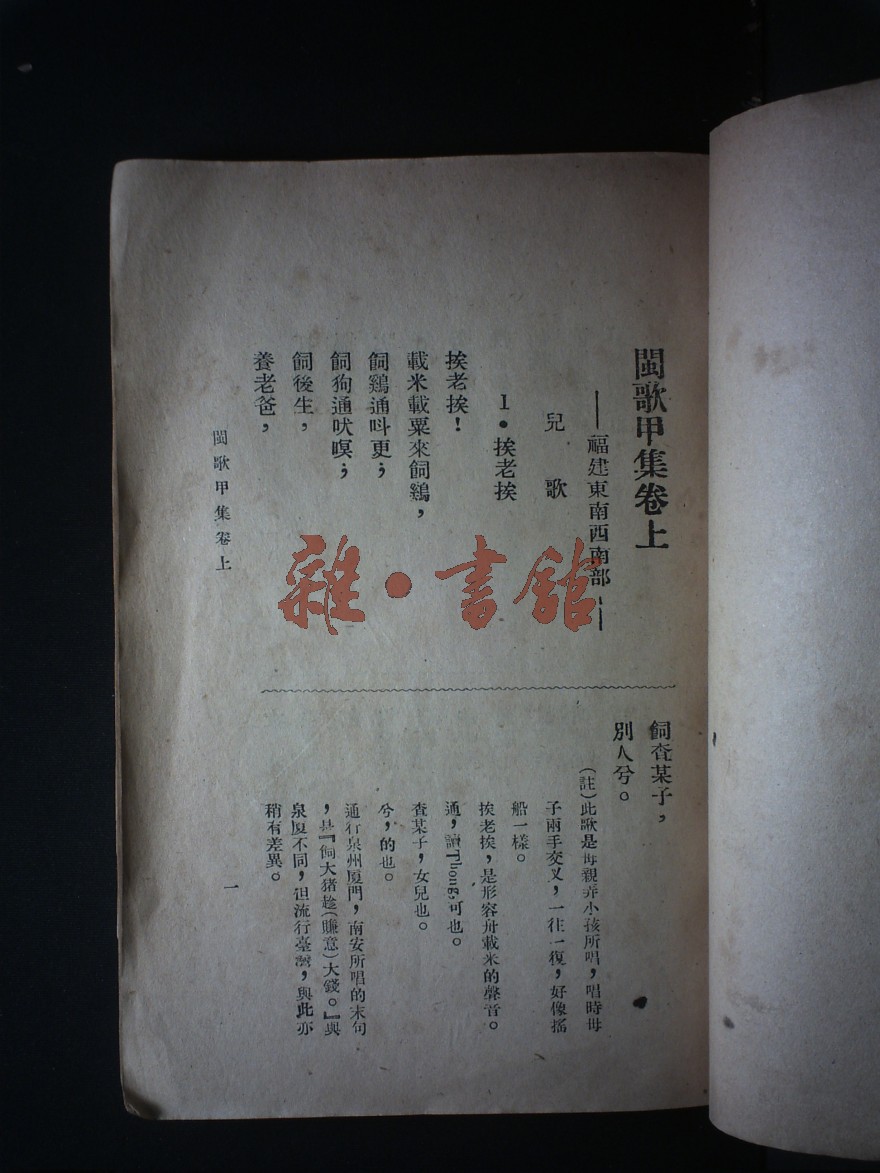 閩歌甲集卷上
——福建東南西南部——
兒歌
1・挨老挨
挨老挨！
載米載粟來飼鷄，
飼鷄通呌更；
飼狗通吠暝；
飼後生，
養老爸，
飼查某子，
別人兮。
（註）此歌是母親弄小孩所唱，唱時母
子兩手交叉，一往一復，好像搖
船一樣。
挨老挨，是形容舟載米的聲音。
通，讀Thong,可也。
查某子，女兒也。
兮，的也。
通行泉州厦門，南安所唱的末句
，是『飼大猪趁（賺意）大錢。』與
泉厦不同，但流行臺灣，與此亦
稍有差異。
閩歌甲集卷上
一
雜・書館